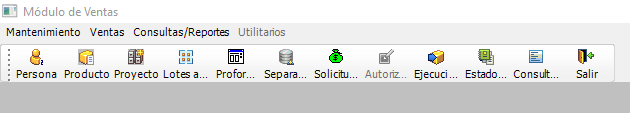 Módulo de Ventas
Mantenimiento Ventas Consultas/Reportes Utilitarios
Persona Producto Proyecto Lotes a... Profor... Separa... Solicitu... Autoriz... Ejecuci... Estado... Consult... Salir